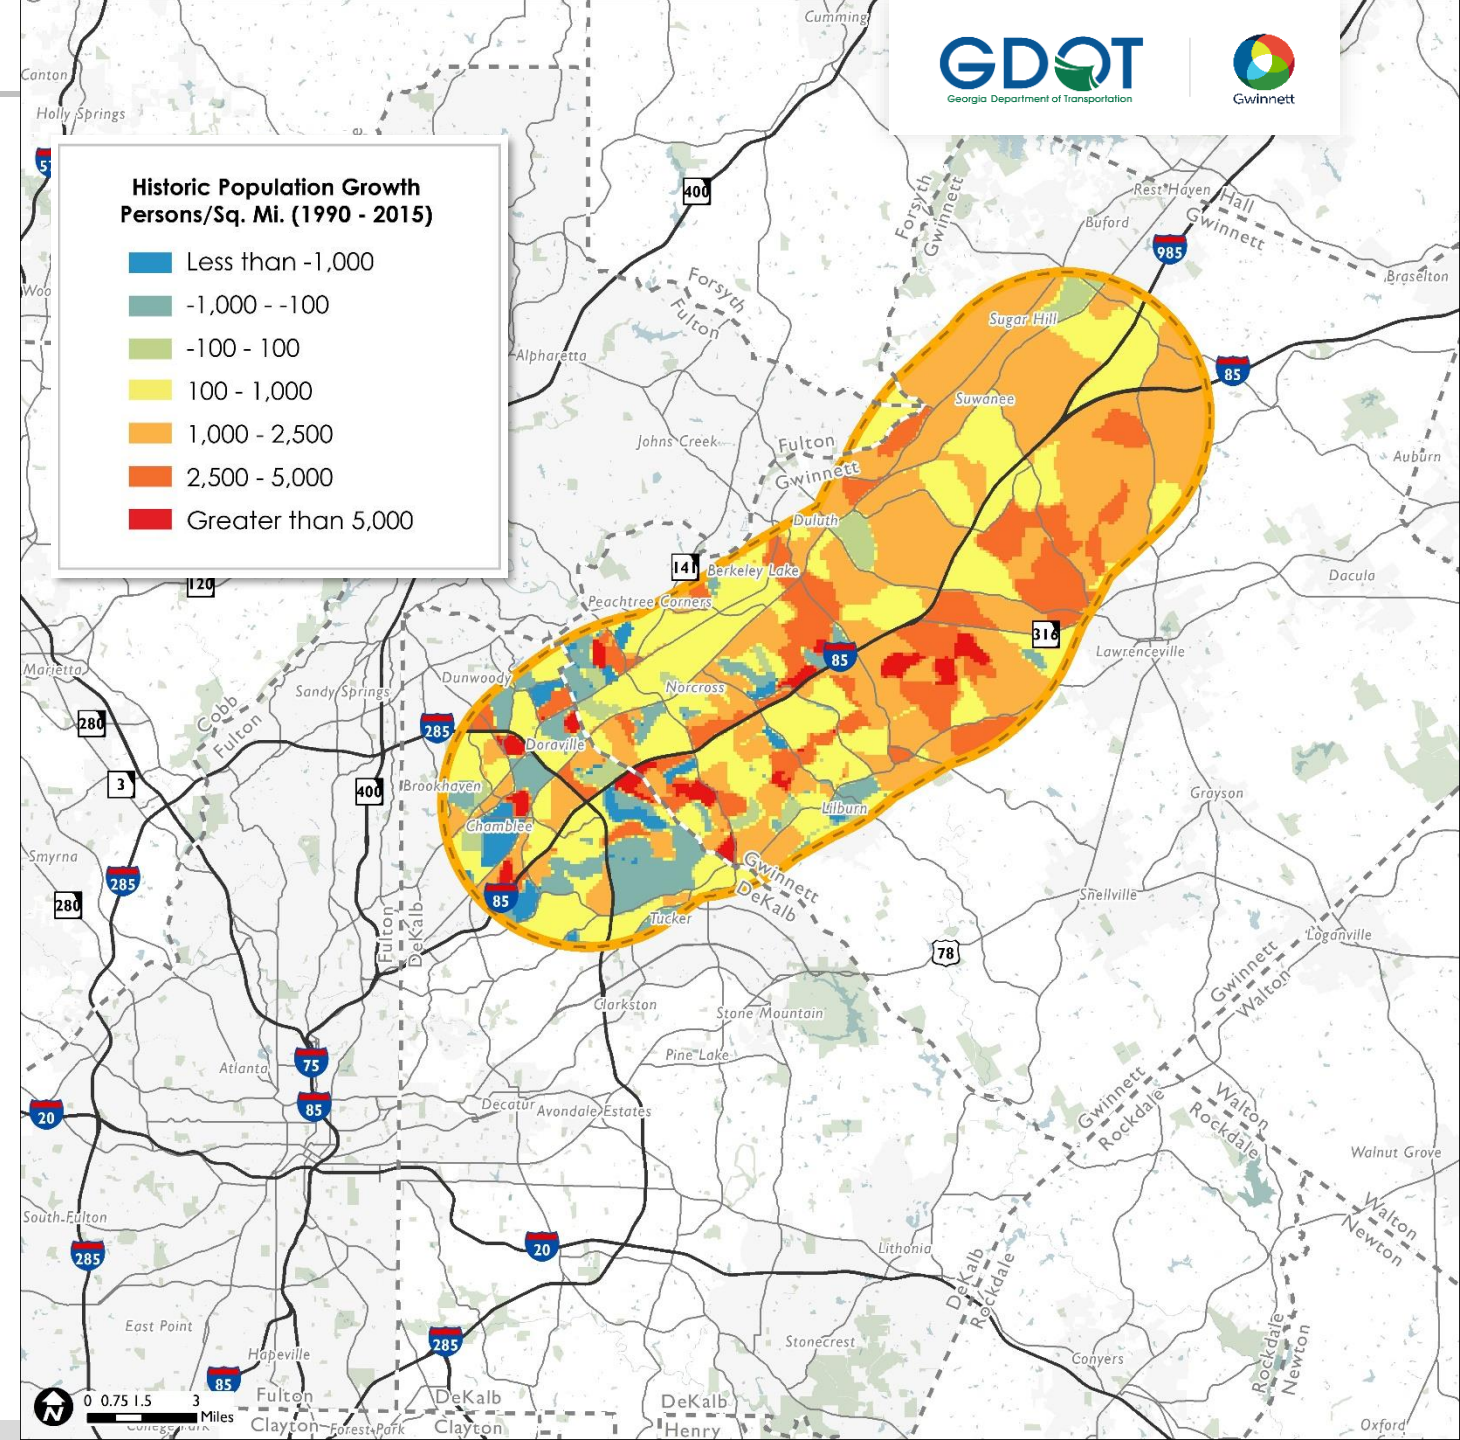 Cumming
GDOT
Georgia Department of Transportation
Gwinnett
Canton
Holly Springs
Historic Population Growth
Persons/Sq. Mi. (1990 - 2015)
Less than -1,000
-1,000 - -100
-100 - 100
100 - 1,000
1,000 - 2,500
2,500 - 5,000
Greater than 5,000
400
Forsyth
Gwinnett
Rest Haven
Hall
Gwinnett
Buford
985
Braselton
Forsyth
Fulton
Sugar Hill
Alpharetta
85
Suwanee
Johns Creek
Fulton
Gwinnett
Auburn
Duluth
141
Berkeley Lake
Dacula
120
Peachtree Corners
316
Lawrenceville
85
Marietta
Dunwoody
Sandy Springs
Norcross
Cobb
Fulton
280
285
Doraville
3
400
Brookhaven
Grayson
Chamblee
Lilburn
Smyrna
285
280
85
Gwinnett
DeKalb
Snellville
Tucker
Fulton
DeKalb
78
Loganville
Gwinnett
Walton
Clarkston
Stone Mountain
75
Atlanta
Pine Lake
85
20
Decatur
Avondale Estates
Gwinnett
Rockdale
Walton
Rockdale
Walnut Grove
South Fulton
Walton
Newton
285
20
Lithonia
DeKalb
Rockdale
East Point
Hapeville
285
Stonecrest
Conyers
Rockdale
Newton
85
N
0 0.75 1.5 3
Miles
Fulton
Clayton
College Park
Forest Park
DeKalb
Clayton
DeKalb
Henry
Oxford